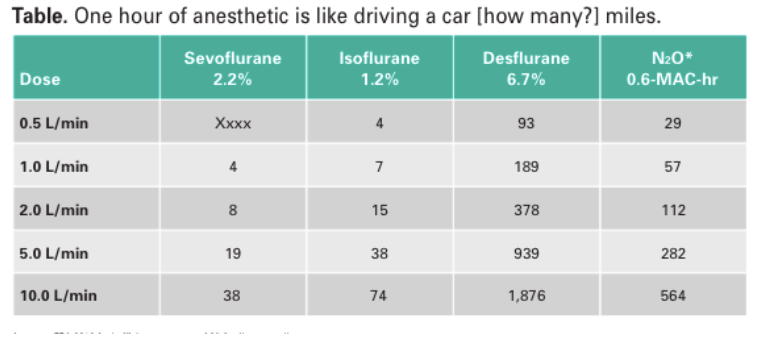 Table. One hour of anesthetic is like driving a car [how many?] miles.
Dose Sevoflurane 2.2% Isoflurane 1.2% Desflurane 6.7% N2O* 0.6-MAC-hr
0.5 L/min Xxxx 4 93 29
1.0 L/min 4 7 189 57
2.0 L/min 8 15 378 112
5.0 L/min 19 38 939 282
10.0 L/min 38 74 1,876 564